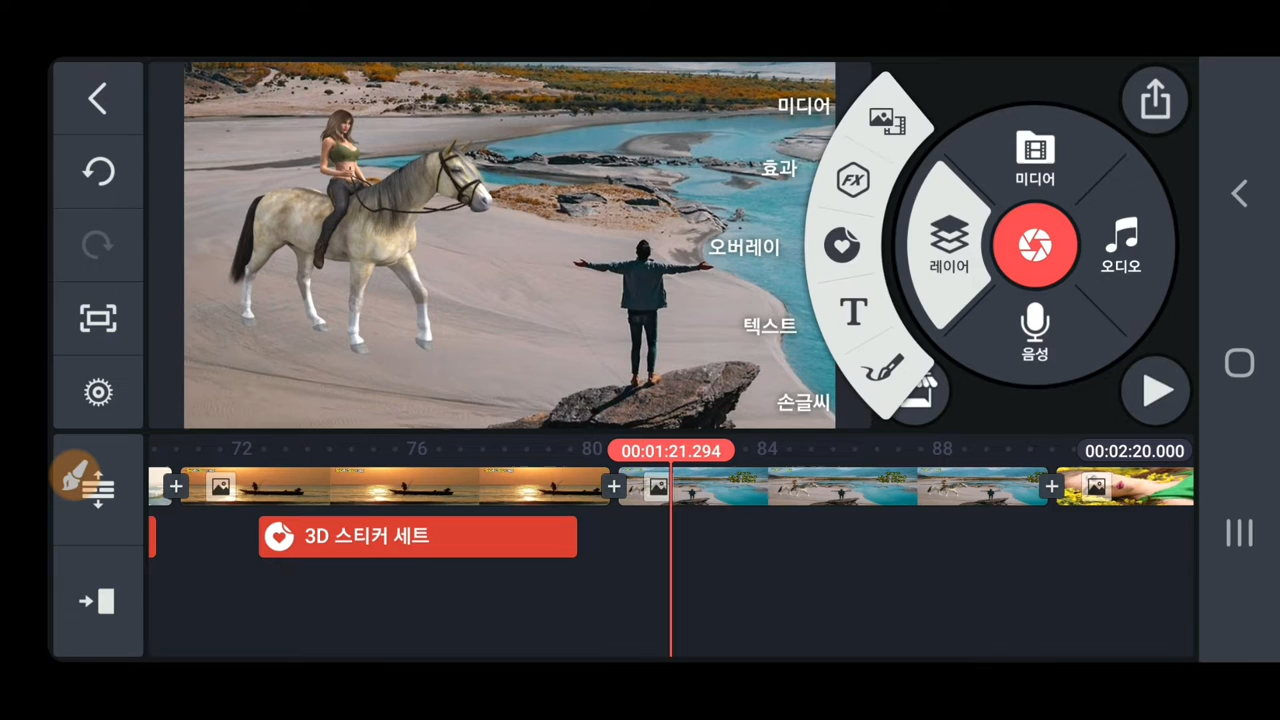 미디어
효과
오버레이
텍스트
손글씨
FX
T
미디어
레이어
오디오
음성
72
76
80
00:01:21.294
84
88
00:02:20.000
3D 스티커 세트